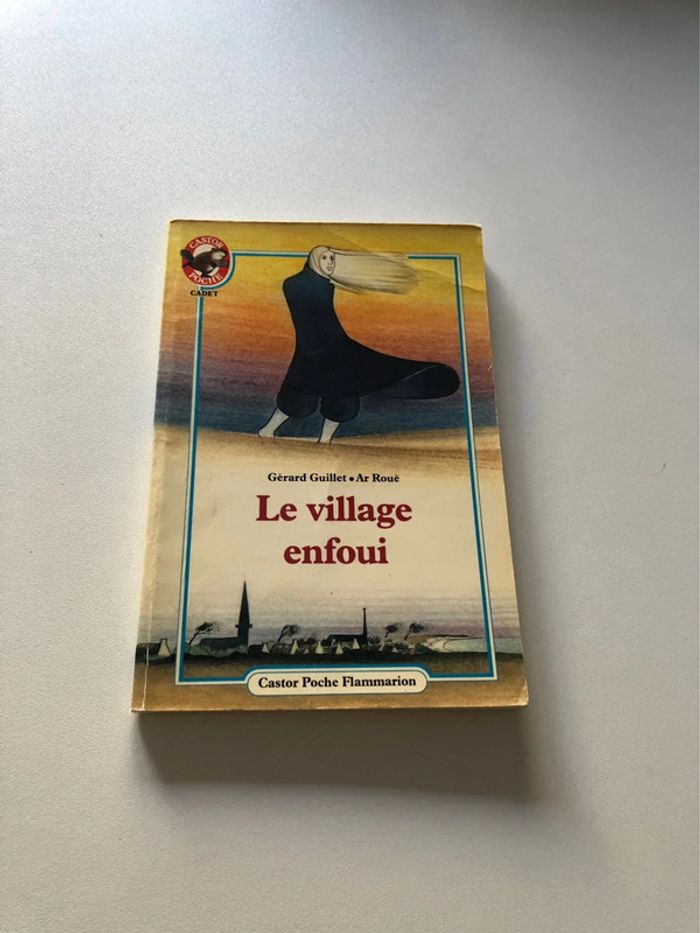 CASTOR
POCHE
CADET
Gérard Guillet • Ar Roué
Le village
enfoui
Castor Poche Flammarion